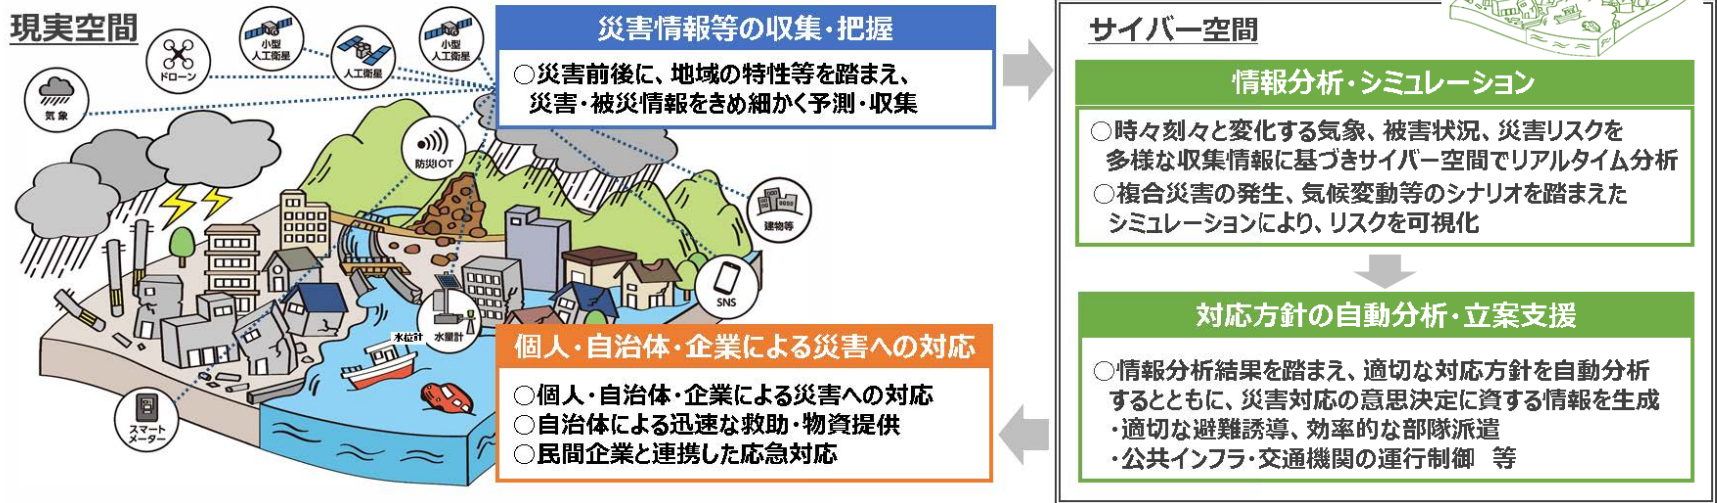 現実空間
ドローン
小型
人工衛星
人工衛星
小型
人工衛星
気象
防災IOT
建物等
SNS
水位計
水量計
スマート
メーター
災害情報等の収集・把握
○災害前後に、地域の特性等を踏まえ、
災害・被災情報をきめ細かく予測・収集
個人・自治体・企業による災害への対応
○個人・自治体・企業による災害への対応
○自治体による迅速な救助・物資提供
○民間企業と連携した応急対応
サイバー空間
情報分析・シミュレーション
○時々刻々と変化する気象、被害状況、災害リスクを
多様な収集情報に基づきサイバー空間でリアルタイム分析
○複合災害の発生、気候変動等のシナリオを踏まえた
シミュレーションにより、リスクを可視化
対応方針の自動分析・立案支援
○情報分析結果を踏まえ、適切な対応方針を自動分析
するとともに、災害対応の意思決定に資する情報を生成
・適切な避難誘導、効率的な部隊派遣
・公共インフラ・交通機関の運行制御 等